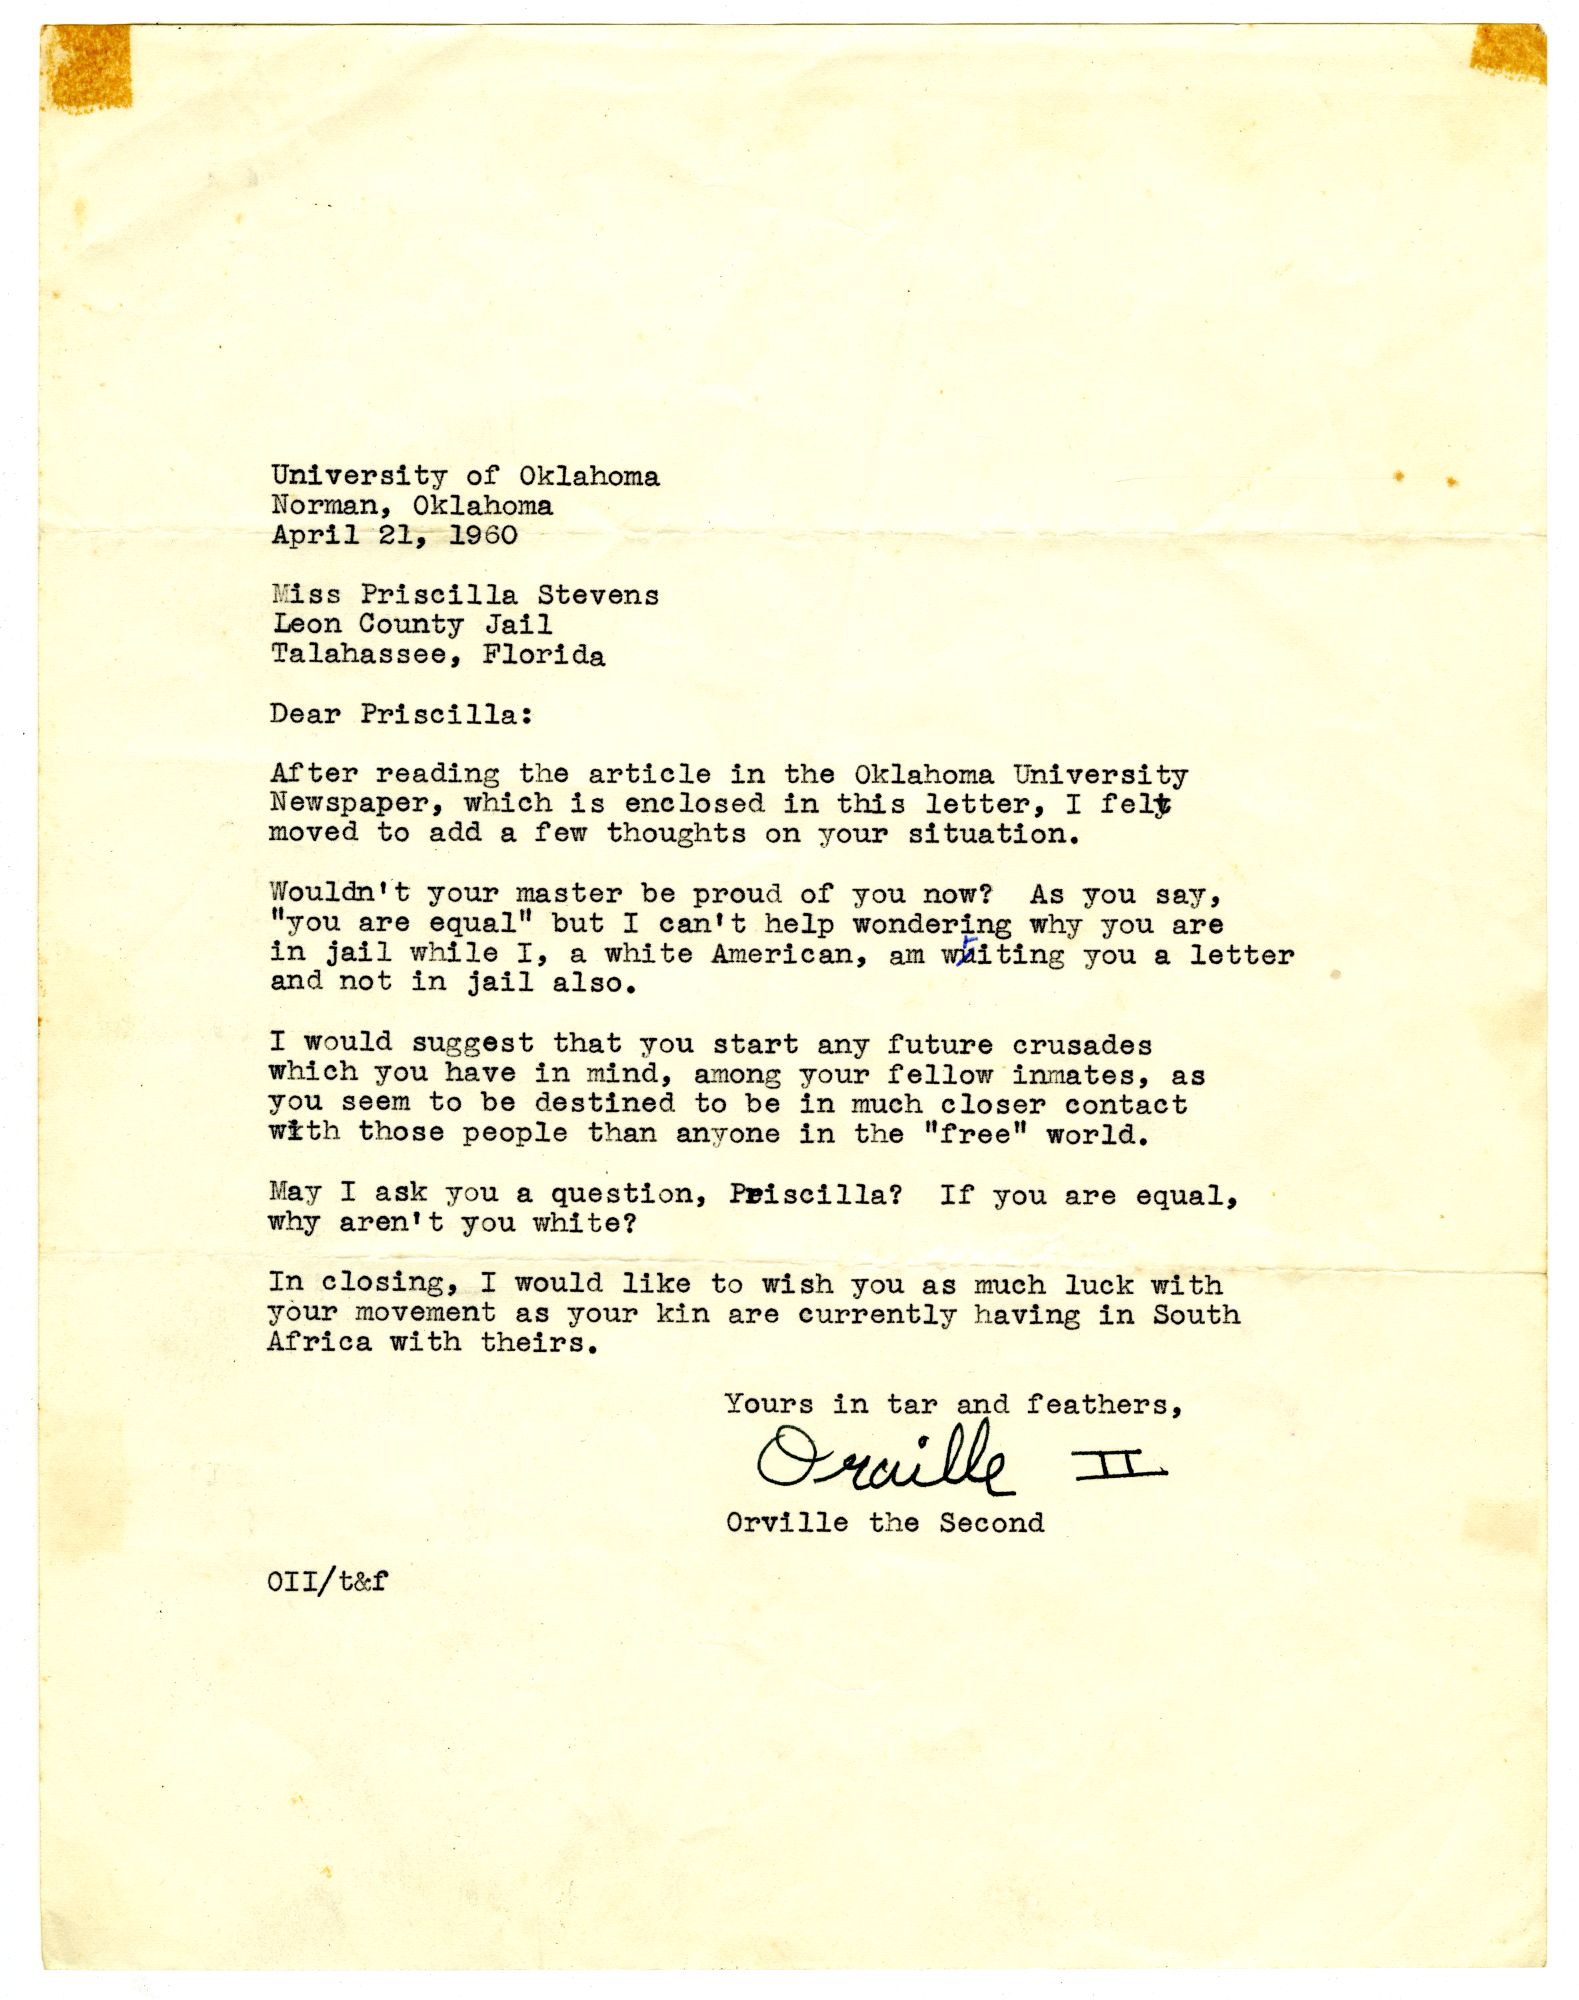 University of Oklahoma
Norman, Oklahoma
April 21, 1960
Miss Priscilla Stevens
Leon County Jail
Talahassee, Florida
Dear Priscilla:
After reading the article in the Oklahoma University
Newspaper, which is enclosed in this letter, I felt
moved to add a few thoughts on your situation.
Wouldn't your master be proud of you now?  As you say,
"you are equal" but I can't help wondering why you are
in jail while I, a white American, am writing you a letter
and not in jail also.
I would suggest that you start any future crusades
which you have in mind, among your fellow inmates, as
you seem to be destined to be in much closer contact
with those people than anyone in the "free" world.
May I ask you a question, Priscilla?  If you are equal,
why aren't you white?
In closing, I would like to wish you as much luck with
your movement as your kin are currently having in South
Africa with theirs.
Yours in tar and feathers,
Orville II
Orville the Second
OII/t&f